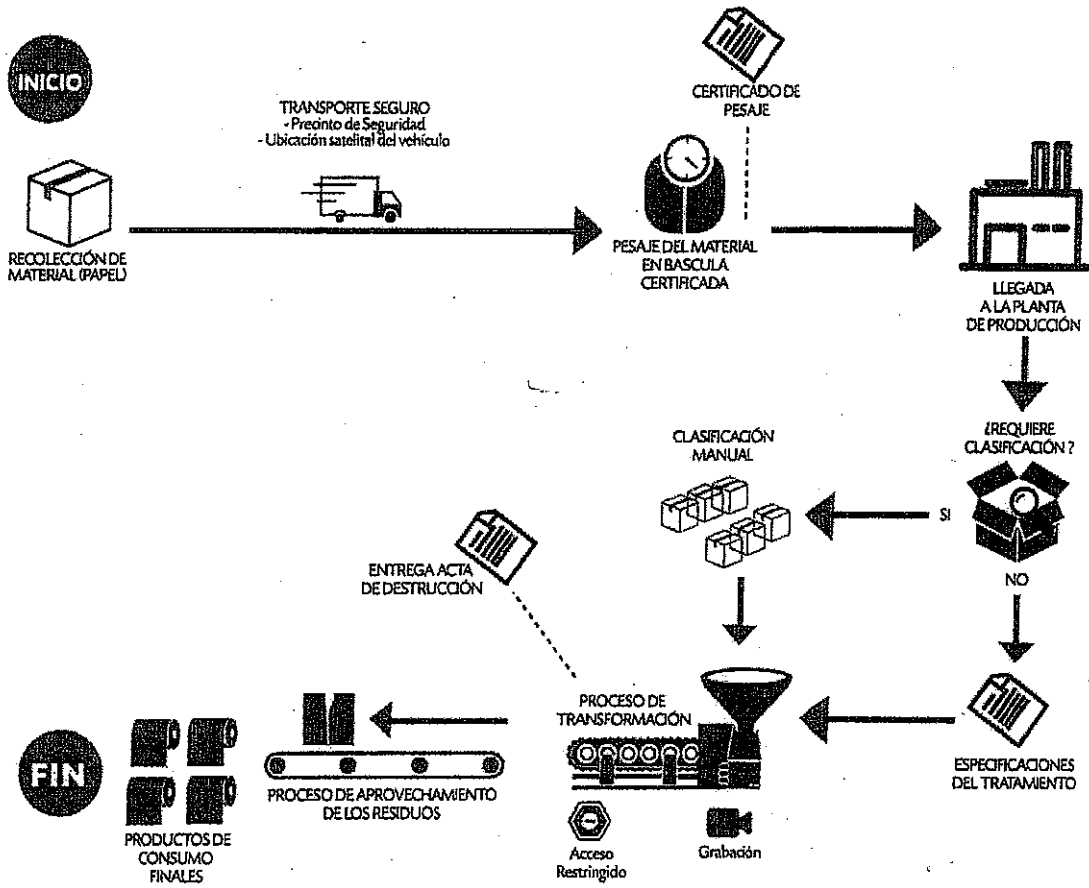 INICIO
TRANSPORTE SEGURO
- Precinto de Seguridad
- Ubicación satelital del vehículo
CERTIFICADO DE
PESAJE
RECOLECCIÓN DE
MATERIAL (PAPEL)
PESAJE DEL MATERIAL
EN BASCULA
CERTIFICADA
LLEGADA
A LA PLANTA
DE PRODUCCIÓN
¿REQUIERE
CLASIFICACIÓN ?
SI
NO
CLASIFICACIÓN
MANUAL
ESPECIFICACIONES
DEL TRATAMIENTO
ENTREGA ACTA
DE DESTRUCCIÓN
PROCESO DE
TRANSFORMACIÓN
Acceso
Restringido
Grabación
PROCESO DE APROVECHAMIENTO
DE LOS RESIDUOS
PRODUCTOS DE
CONSUMO
FINALES
FIN